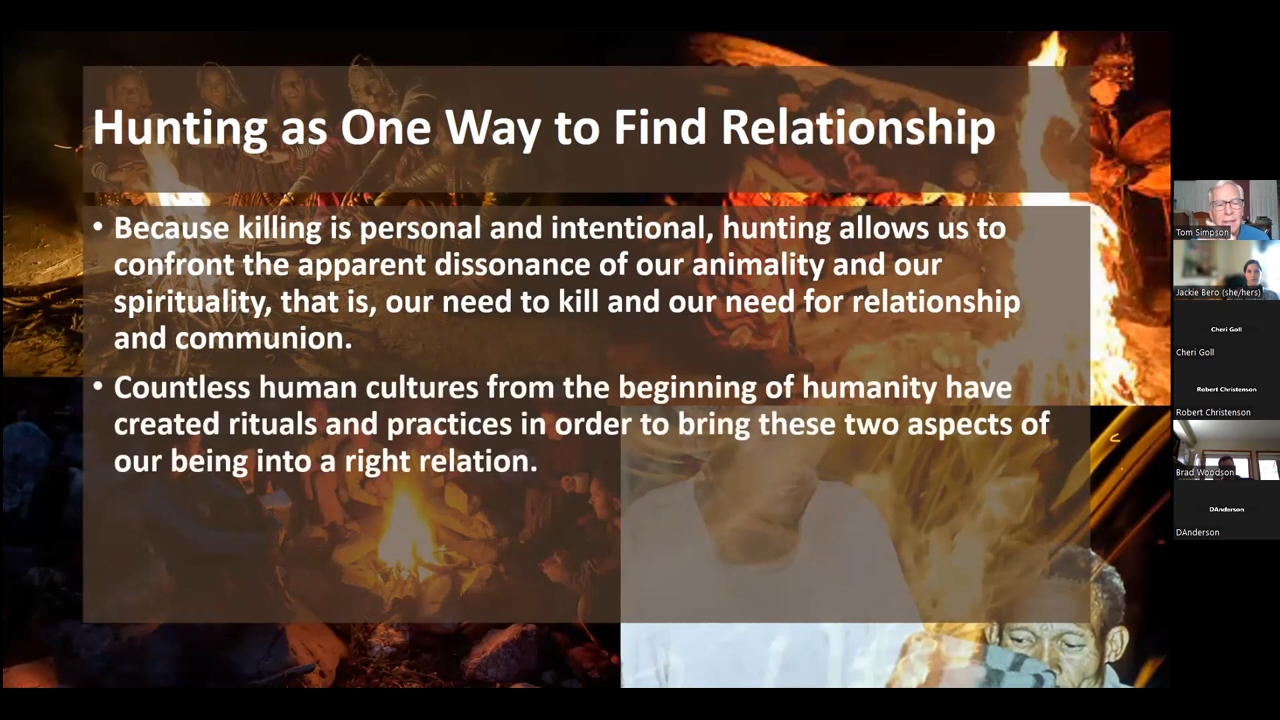 Hunting as One Way to Find Relationship
• Because killing is personal and intentional, hunting allows us to
confront the apparent dissonance of our animality and our
spirituality, that is, our need to kill and our need for relationship
and communion.
• Countless human cultures from the beginning of humanity have
created rituals and practices in order to bring these two aspects of
our being into a right relation.
Tom Simpson
Jackie Bero (she/hers)
Cheri Goll
Cheri Goll
Robert Christenson
Robert Christenson
Brad Woodson
DAnderson
DAnderson